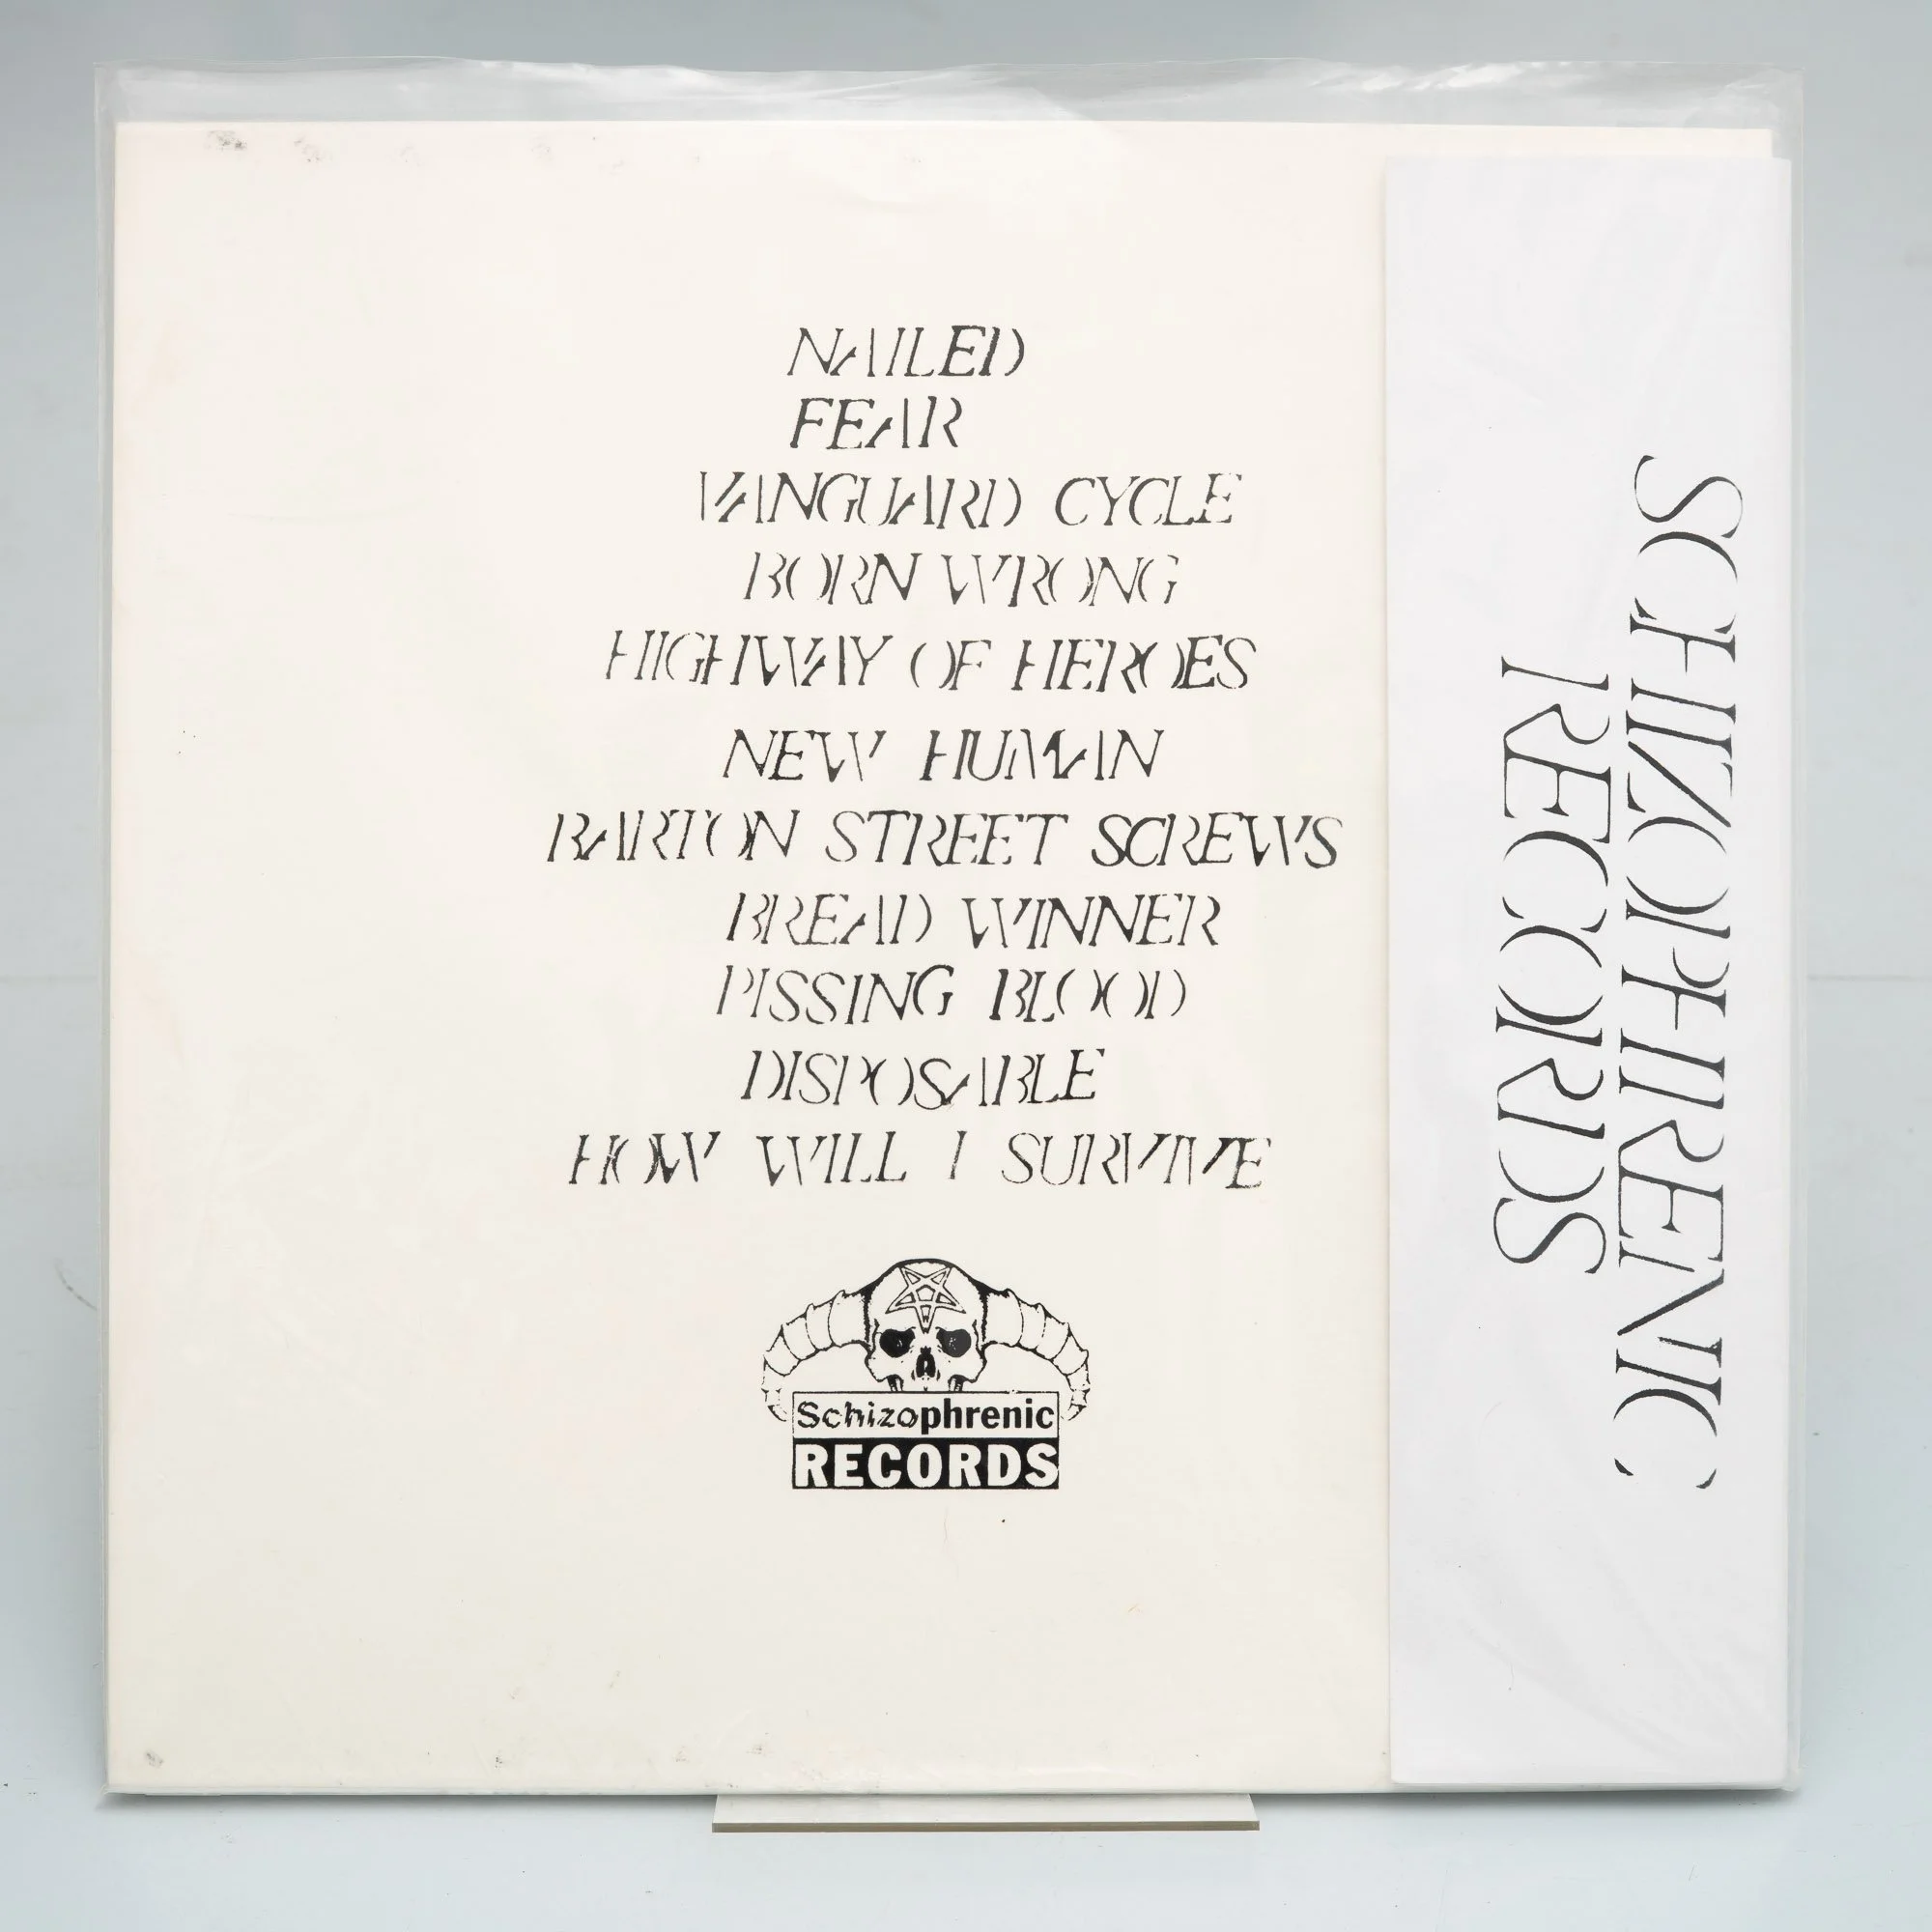 NAILED
FEAR
VANGUARD CYCLE
BORN WRONG
HIGHWAY OF HEROES
NEW HUMAN
BARTON STREET SCREWS
BREAD WINNER
PISSING BLOOD
DISPOSABLE
HOW WILL I SURVIVE
Schizophrenic
RECORDS
SCHIZOPHRENIC
RECORDS